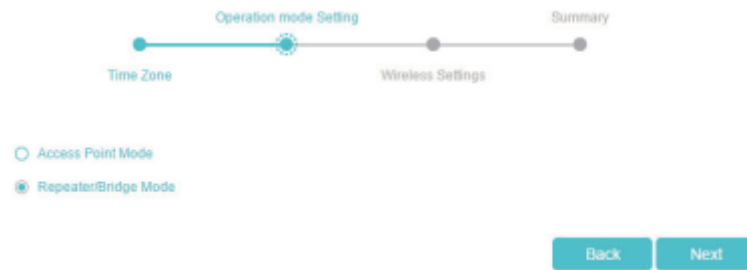 Operation mode Setting
Summary
Time Zone
Wireless Settings
Access Point Mode
Repeater/Bridge Mode
Back
Next